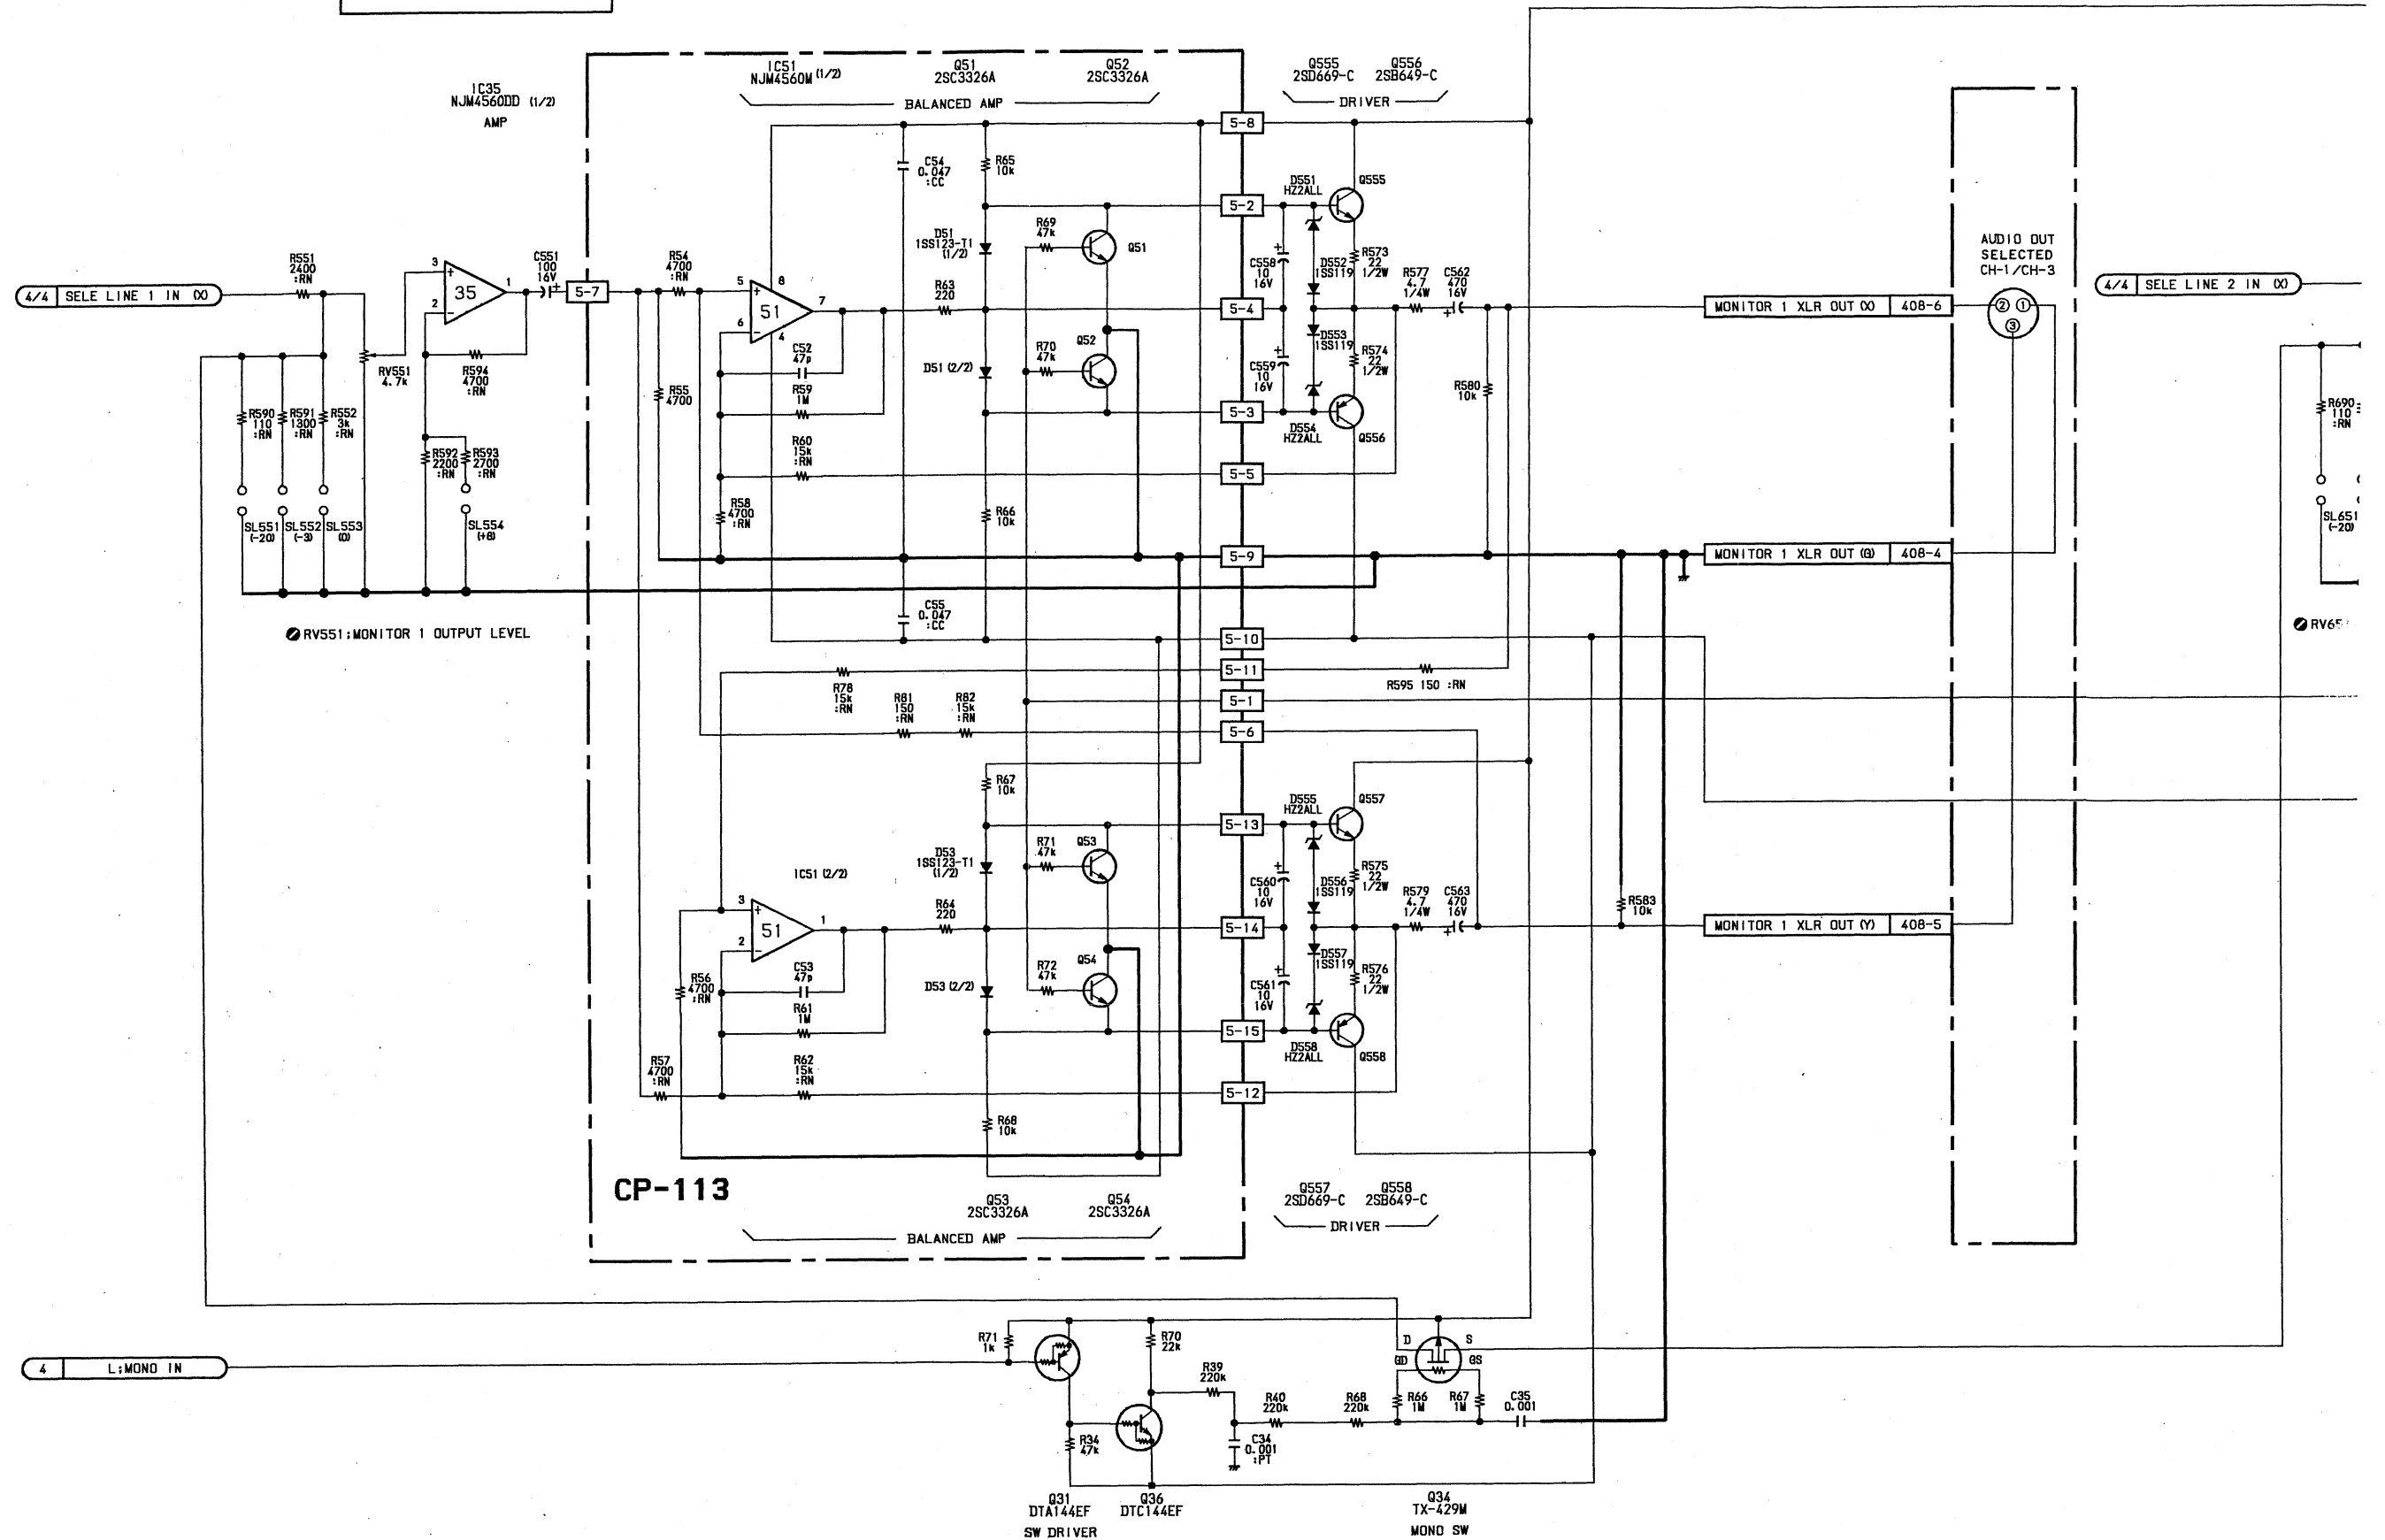 IC35
NJM4560DD (1/2)
AMP
IC51
NJM4560M (1/2)
Q51
2SC3326A
Q52
2SC3326A
BALANCED AMP
Q555
2SD669-C
Q556
2SB649-C
DRIVER
5-8
C54
0.047
:CC
R65
10k
D551
HZ2ALL
Q555
5-2
R69
47k
D51
1SS123-T1
(1/2)
Q51
AUDIO OUT
SELECTED
CH-1/CH-3
R551
2400
:RN
C551
100
16V
R54
4700
:RN
C558
10
16V
D552
1SS119
R573
22
1/2W
R577
4.7
1/4W
C562
470
16V
4/4 SELE LINE 1 IN (X)
3
+
2
-
35
1
5-7
5
+
6
-
8
4
51
7
R63
220
5-4
MONITOR 1 XLR OUT (X) 408-6
2
1
3
4/4 SELE LINE 2 IN (X)
RV551
4.7k
R594
4700
:RN
C52
47p
R59
1M
D51 (2/2)
R70
47k
Q52
D553
1SS119
C559
10
16V
R574
22
1/2W
R580
10k
R55
4700
R590
110
:RN
R591
1300
:RN
R552
3k
:RN
5-3
D554
HZ2ALL
Q556
R690
110
:RN
R592
2200
:RN
R593
2700
:RN
R60
15k
:RN
5-5
SL551
(-20)
SL552
(-3)
SL553
(0)
SL554
(+8)
R58
4700
:RN
R66
10k
SL651
(-20)
5-9
MONITOR 1 XLR OUT (G) 408-4
C55
0.047
:CC
RV551;MONITOR 1 OUTPUT LEVEL
5-10
5-11
R78
15k
:RN
R81
150
:RN
R82
15k
:RN
R595 150 :RN
5-1
5-6
R67
10k
D555
HZ2ALL
Q557
5-13
R71
47k
Q53
D53
1SS123-T1
(1/2)
IC51 (2/2)
C560
10
16V
D556
1SS119
R575
22
1/2W
R579
4.7
1/4W
C563
470
16V
R583
10k
3
+
2
-
51
1
R64
220
5-14
MONITOR 1 XLR OUT (Y) 408-5
R56
4700
:RN
C53
47p
R61
1M
D53 (2/2)
R72
47k
Q54
D557
1SS119
C561
10
16V
R576
22
1/2W
5-15
D558
HZ2ALL
Q558
R57
4700
:RN
R62
15k
:RN
5-12
R68
10k
CP-113
Q53
2SC3326A
Q54
2SC3326A
BALANCED AMP
Q557
2SD669-C
Q558
2SB649-C
DRIVER
4 L;MONO IN
R71
1k
R70
22k
R39
220k
D
S
GD
GS
R40
220k
R68
220k
R66
1M
R67
1M
C35
0.001
R34
47k
C34
0.001
:PT
Q31
DTA144EF
SW DRIVER
Q36
DTC144EF
Q34
TX-429M
MONO SW